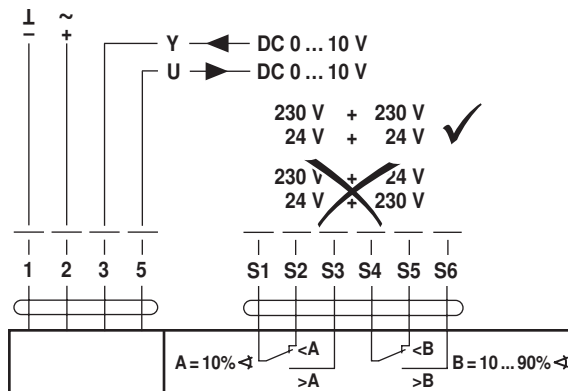 ⊥ ~
− +
Y DC 0 ... 10 V
U DC 0 ... 10 V
230 V + 230 V
24 V + 24 V
230 V + 24 V
24 V + 230 V
1 2 3 5 S1 S2 S3 S4 S5 S6
A = 10% ∢ <A <B B = 10 ... 90% ∢
>A >B